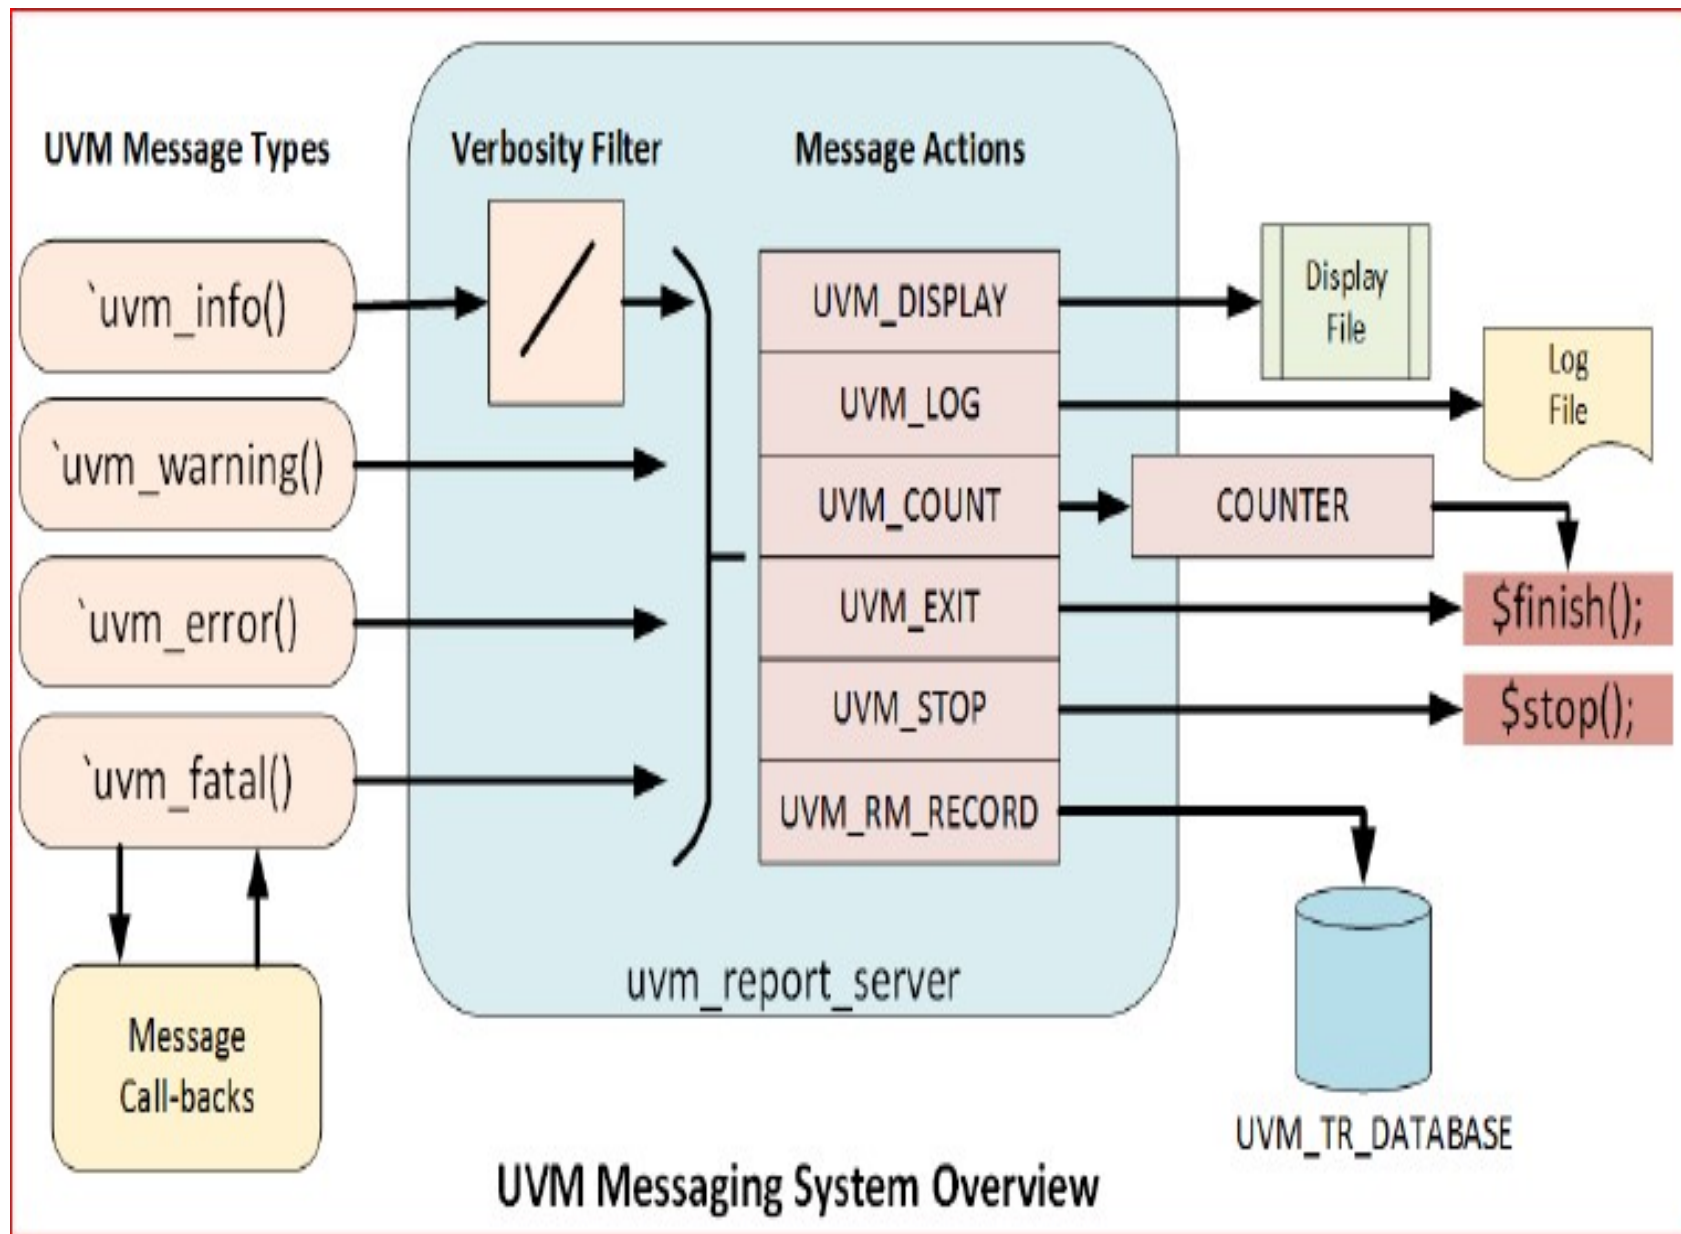 UVM Message Types
Verbosity Filter
Message Actions
`uvm_info()
`uvm_warning()
`uvm_error()
`uvm_fatal()
Message
Call-backs
UVM_DISPLAY
UVM_LOG
UVM_COUNT
UVM_EXIT
UVM_STOP
UVM_RM_RECORD
uvm_report_server
Display
File
Log
File
COUNTER
$finish();
$stop();
UVM_TR_DATABASE
UVM Messaging System Overview